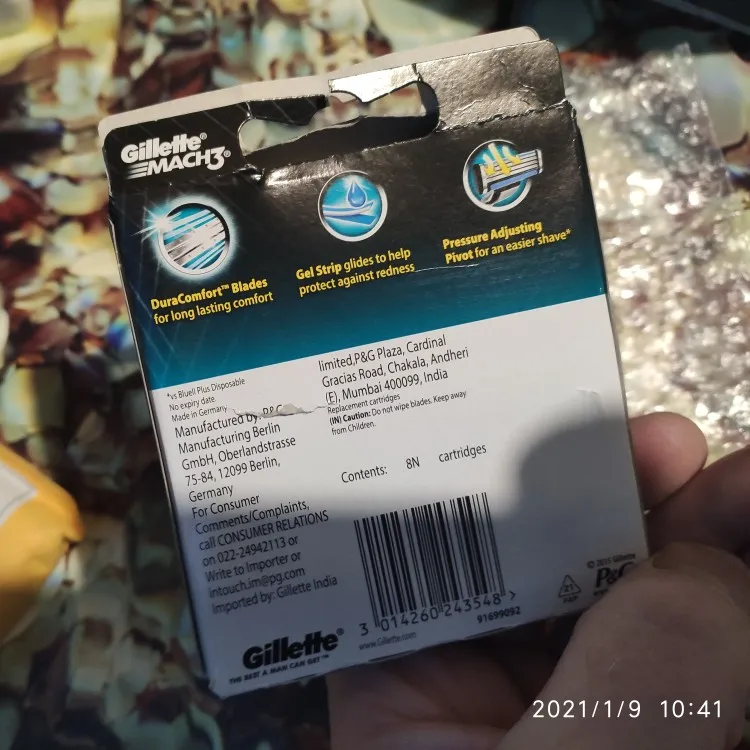 Gillette®
MACH3®
DuraComfort™ Blades
for long lasting comfort
Gel Strip glides to help
protect against redness
Pressure Adjusting
Pivot for an easier shave*
*vs Bluell Plus Disposable
No expiry date.
Made in Germany
Manufactured by: P&G
Manufacturing Berlin
GmbH, Oberlandstrasse
75-84, 12099 Berlin,
Germany
For Consumer
Comments/Complaints,
call CONSUMER RELATIONS
on 022-24942113 or
Write to Importer or
intouch.im@pg.com
Imported by: Gillette India
limited,P&G Plaza, Cardinal
Gracias Road, Chakala, Andheri
(E), Mumbai 400099, India
Replacement cartridges
(IN) Caution: Do not wipe blades. Keep away
from Children.
Contents: 8N cartridges
3 014260 243548 >
91699092
www.Gillette.com
Gillette®
THE BEST A MAN CAN GET™
© 2015 Gillette
21
PAP
P&G
2021/1/9 10:41